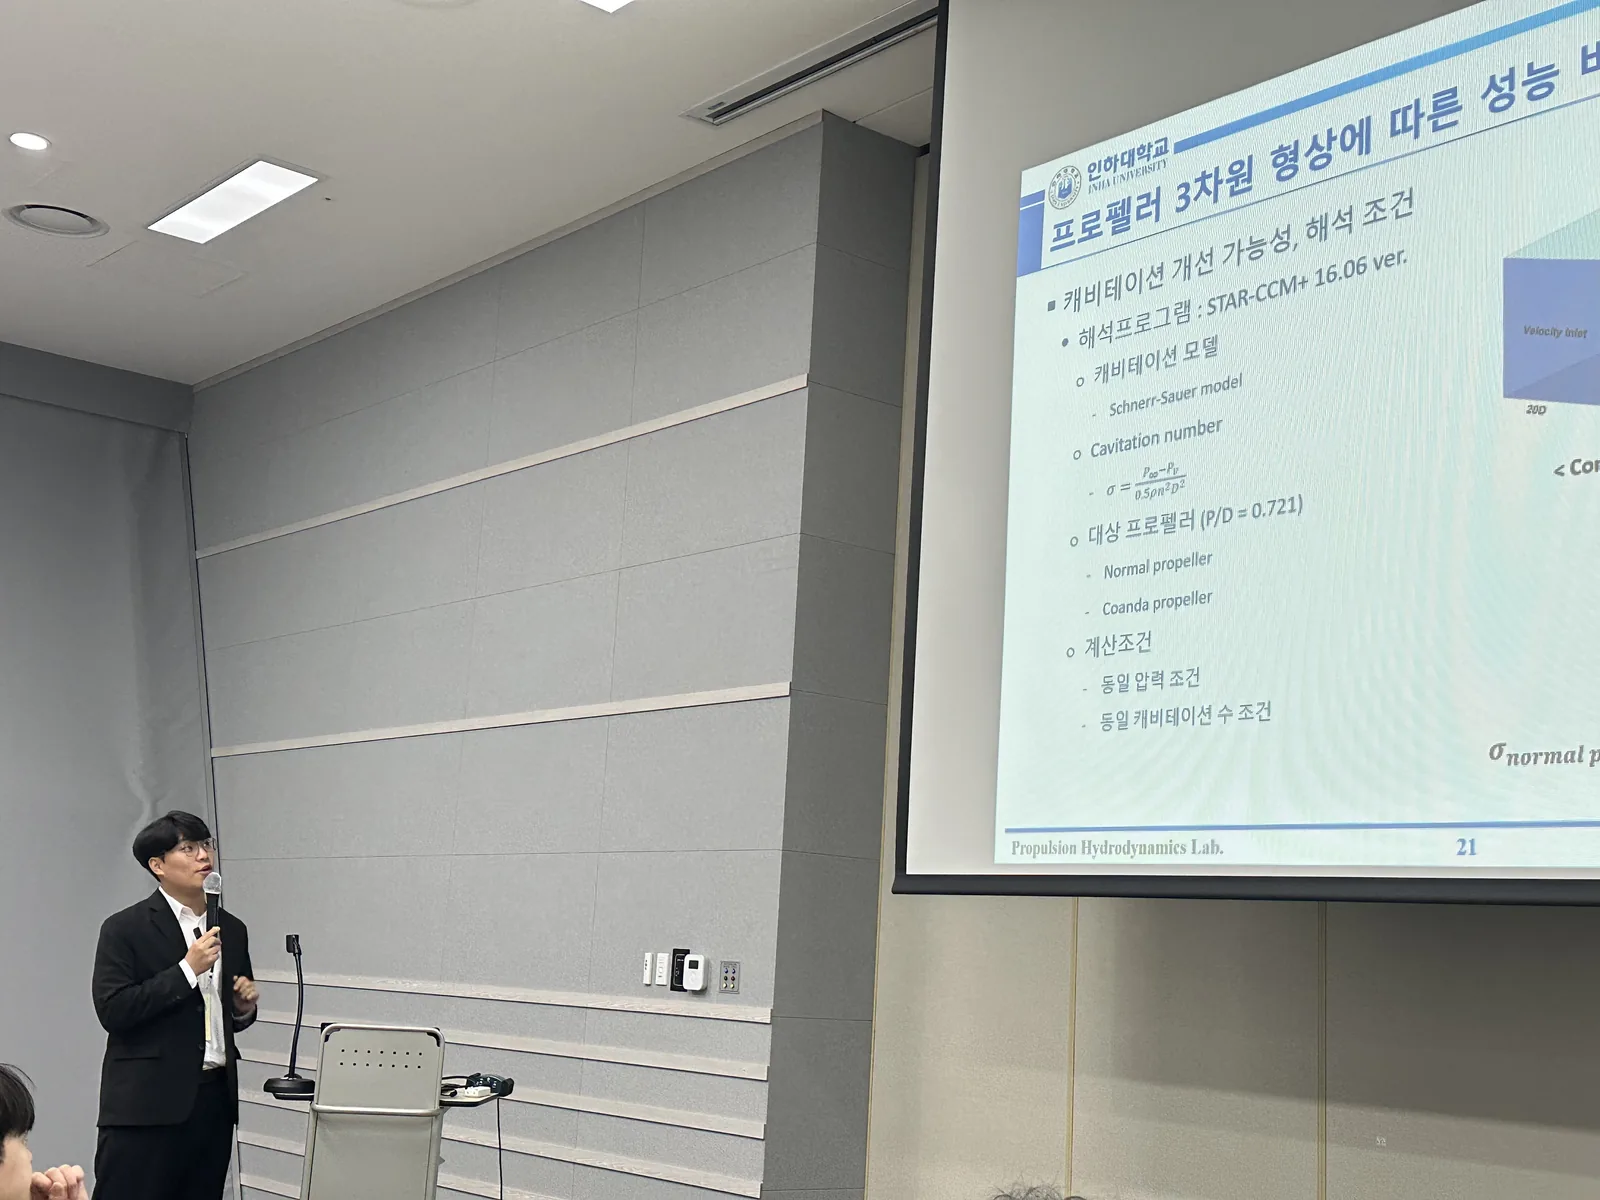 인하대학교
INHA UNIVERSITY
프로펠러 3차원 형상에 따른 성능
▪ 캐비테이션 개선 가능성, 해석 조건
• 해석프로그램 : STAR-CCM+ 16.06 ver.
o 캐비테이션 모델
- Schnerr-Sauer model
o Cavitation number
- σ = P∞−Pv / 0.5ρn²D²
o 대상 프로펠러 (P/D = 0.721)
- Normal propeller
- Coanda propeller
o 계산조건
- 동일 압력 조건
- 동일 캐비테이션 수 조건
Velocity inlet
20D
< Con
σnormal p
Propulsion Hydrodynamics Lab.
21